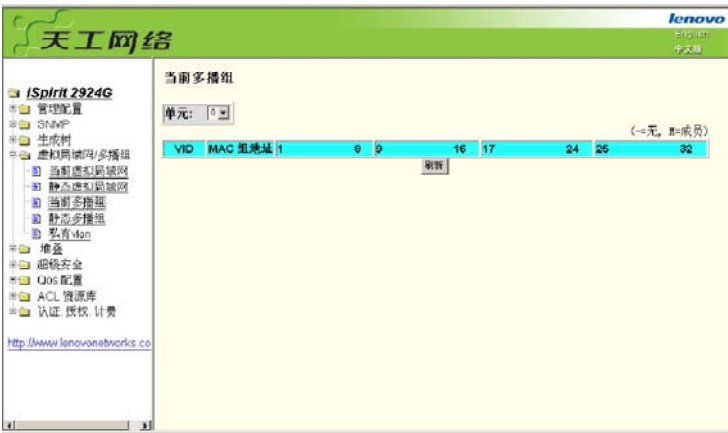 天工网络
lenovo
English
中文版
iSpirit 2924G
管理配置
SNMP
生成树
虚拟局域网/多播组
当前虚拟局域网
静态虚拟局域网
当前多播组
静态多播组
私有vlan
堆叠
超级安全
Qos 配置
ACL 资源库
认证.授权.计费
http://www.lenovonetworks.co
当前多播组
单元: 0
(-=无, M=成员)
VID MAC 组地址 1 8 9 16 17 24 25 32
刷新